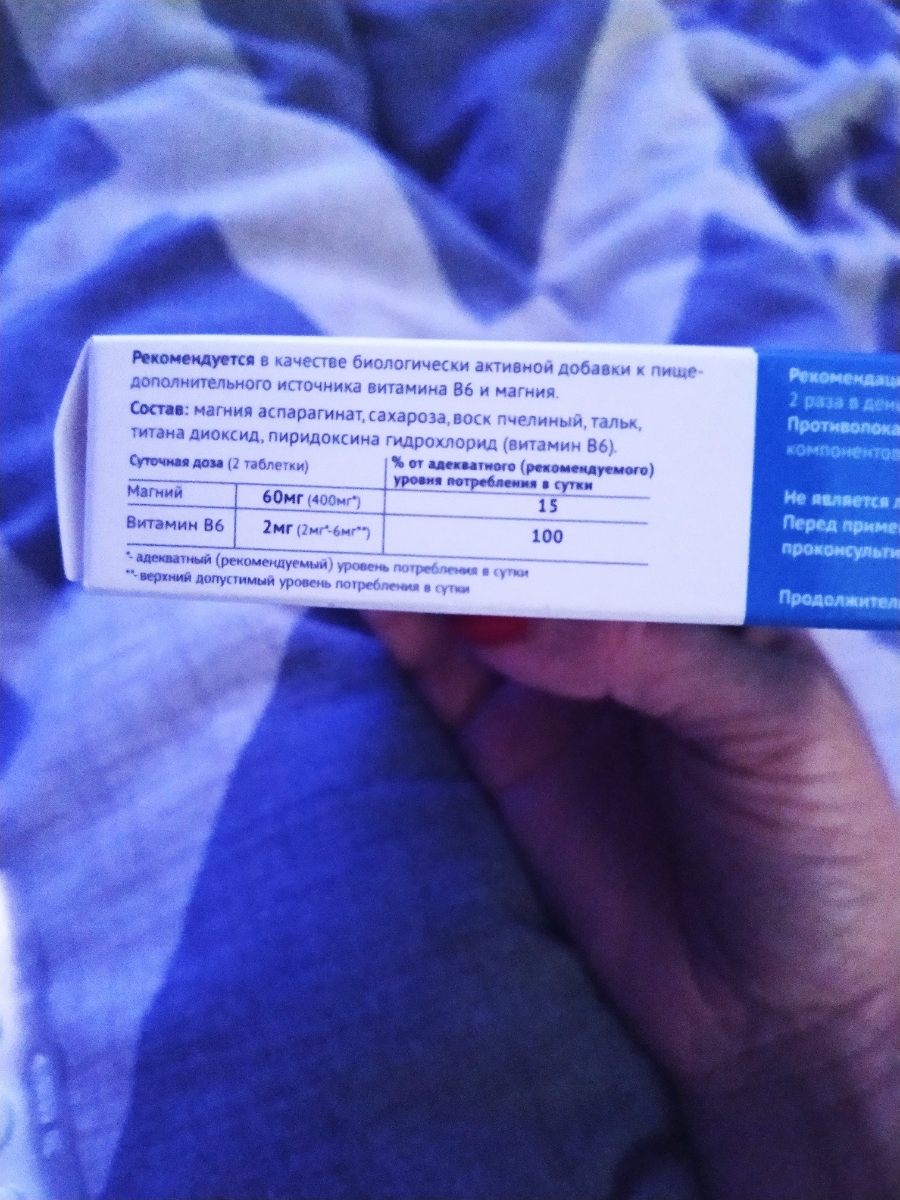 Рекомендуется в качестве биологически активной добавки к пище-
дополнительного источника витамина В6 и магния.
Состав: магния аспарагинат, сахароза, воск пчелиный, тальк,
титана диоксид, пиридоксина гидрохлорид (витамин В6).
Суточная доза (2 таблетки)
% от адекватного (рекомендуемого)
уровня потребления в сутки
Магний 60мг (400мг*) 15
Витамин В6 2мг (2мг*-6мг**) 100
*- адекватный (рекомендуемый) уровень потребления в сутки
**- верхний допустимый уровень потребления в сутки
Рекомендац
2 раза в ден
Противопока
компонентов
Не является л
Перед приме
проконсульти
Продолжител